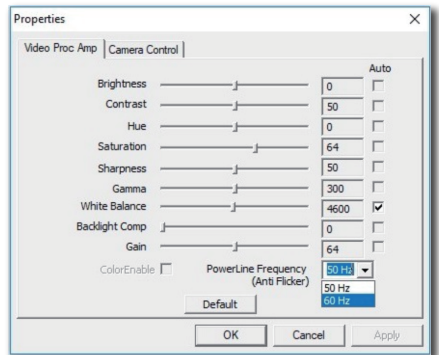 Properties
Video Proc Amp Camera Control
Auto
Brightness 0
Contrast 50
Hue 0
Saturation 64
Sharpness 50
Gamma 300
White Balance 4600
Backlight Comp 0
Gain 64
ColorEnable PowerLine Frequency 50 Hz
(Anti Flicker)
50 Hz
60 Hz
Default
OK Cancel Apply